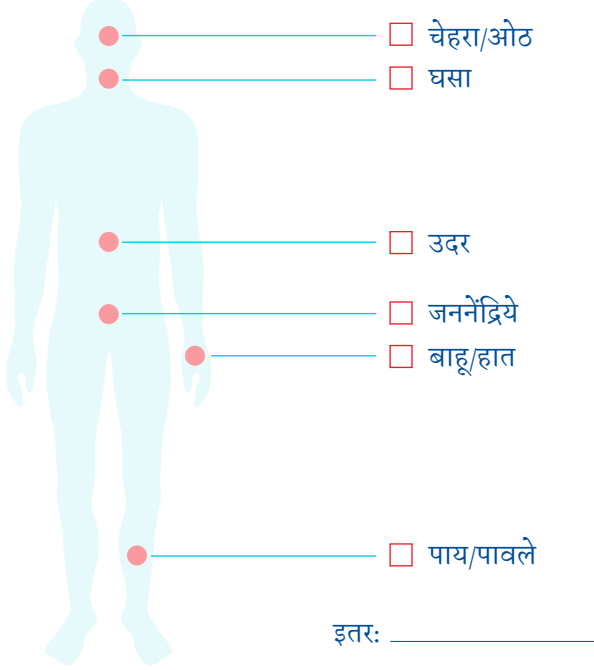 चेहरा/ओठ
घसा
उदर
जननेंद्रिये
बाहू/हात
पाय/पावले
इतर: